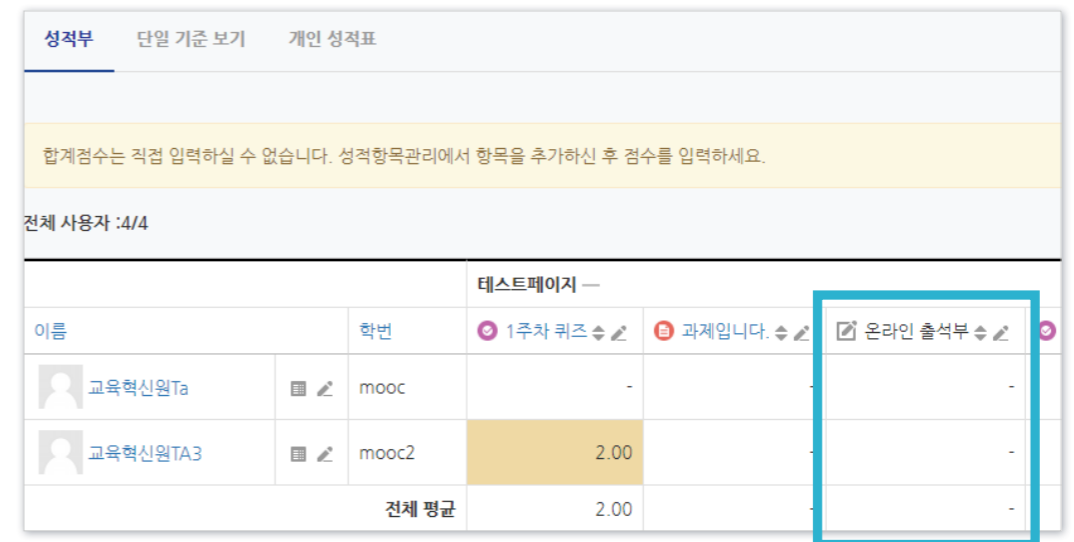 성적부 단일 기준 보기 개인 성적표
합계점수는 직접 입력하실 수 없습니다. 성적항목관리에서 항목을 추가하신 후 점수를 입력하세요.
전체 사용자 :4/4
테스트페이지 —
이름 학번 1주차 퀴즈 과제입니다. 온라인 출석부
교육혁신원Ta mooc - - -
교육혁신원TA3 mooc2 2.00 - -
전체 평균 2.00 - -